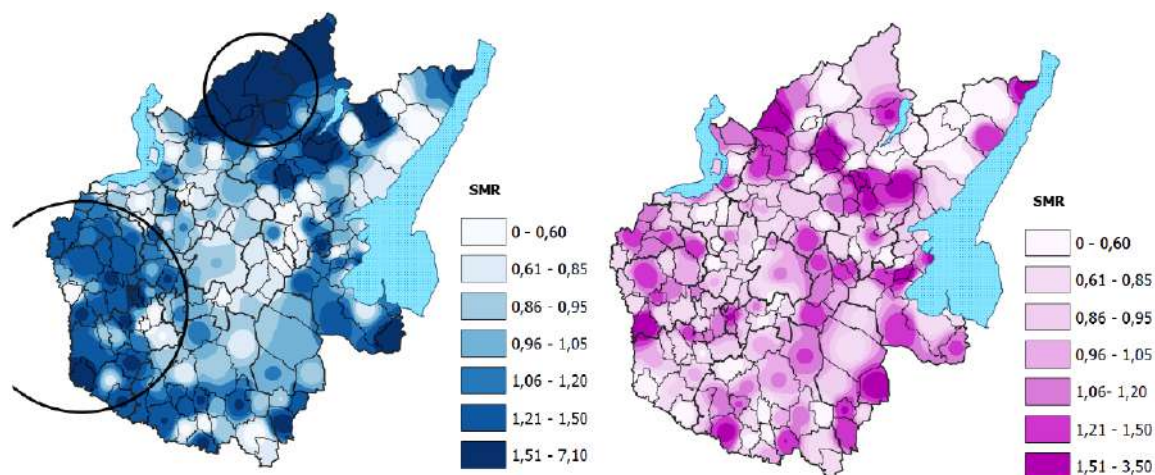 SMR
0 - 0,60
0,61 - 0,85
0,86 - 0,95
0,96 - 1,05
1,06 - 1,20
1,21 - 1,50
1,51 - 7,10
SMR
0 - 0,60
0,61 - 0,85
0,86 - 0,95
0,96 - 1,05
1,06- 1,20
1,21 - 1,50
1,51 - 3,50